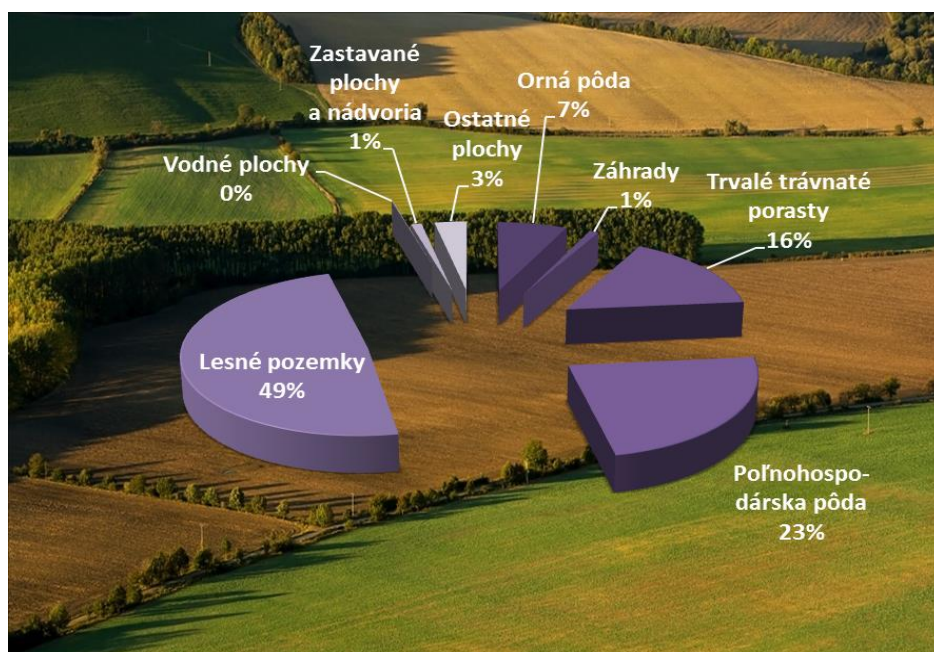 Zastavané
plochy
a nádvoria
1%
Ostatné
plochy
3%
Orná pôda
7%
Záhrady
1%
Trvalé trávnaté
porasty
16%
Vodné plochy
0%
Lesné pozemky
49%
Poľnohospo-
dárska pôda
23%